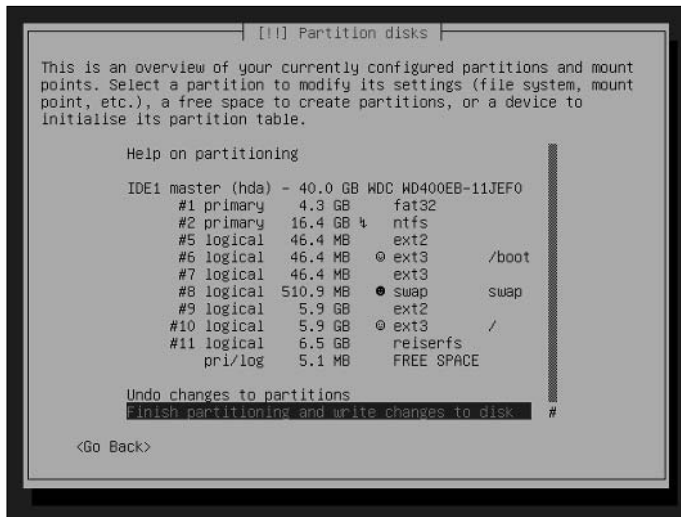 [!!] Partition disks
This is an overview of your currently configured partitions and mount
points. Select a partition to modify its settings (file system, mount
point, etc.), a free space to create partitions, or a device to
initialise its partition table.
Help on partitioning
IDE1 master (hda) - 40.0 GB WDC WD400EB-11JEF0
#1 primary 4.3 GB fat32
#2 primary 16.4 GB ↯ ntfs
#5 logical 46.4 MB ext2
#6 logical 46.4 MB ☺ ext3 /boot
#7 logical 46.4 MB ext3
#8 logical 510.9 MB ☻ swap swap
#9 logical 5.9 GB ext2
#10 logical 5.9 GB ☺ ext3 /
#11 logical 6.5 GB reiserfs
pri/log 5.1 MB FREE SPACE
Undo changes to partitions
Finish partitioning and write changes to disk #
<Go Back>